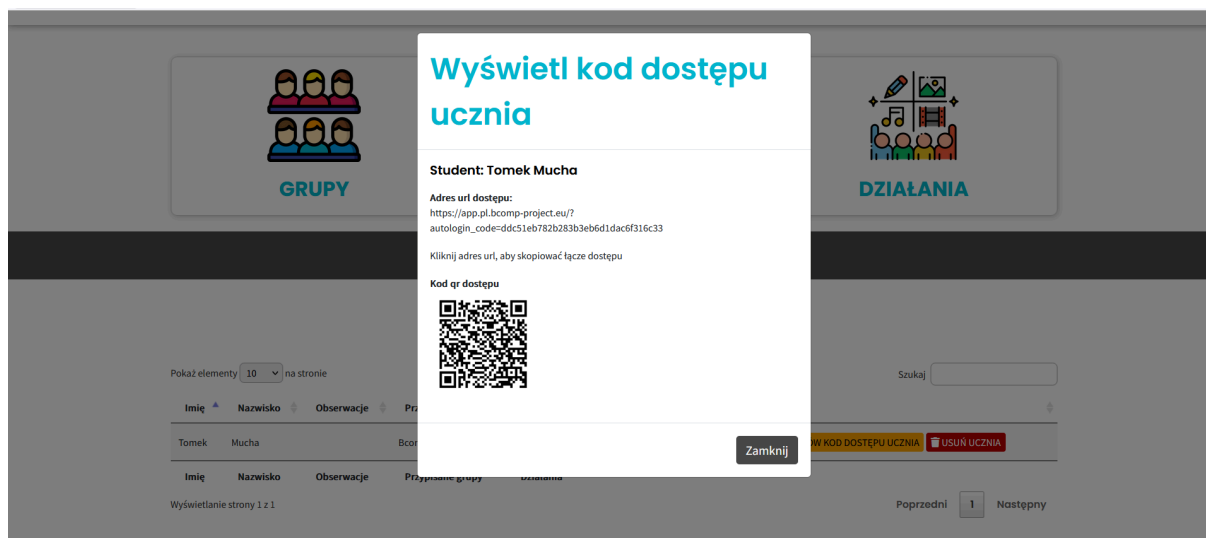 Wyświetl kod dostępu
ucznia
GRUPY
DZIAŁANIA
Student: Tomek Mucha
Adres url dostępu:
https://app.pl.bcomp-project.eu/?
autologin_code=ddc51eb782b283b3eb6d1dac6f316c33
Kliknij adres url, aby skopiować łącze dostępu
Kod qr dostępu
Pokaż elementy 10 na stronie
Szukaj
Imię Nazwisko Obserwacje
Tomek Mucha
KOD DOSTĘPU UCZNIA USUŃ UCZNIA
Zamknij
Imię Nazwisko Obserwacje Przypisane grupy Działania
Wyświetlanie strony 1 z 1
Poprzedni 1 Następny